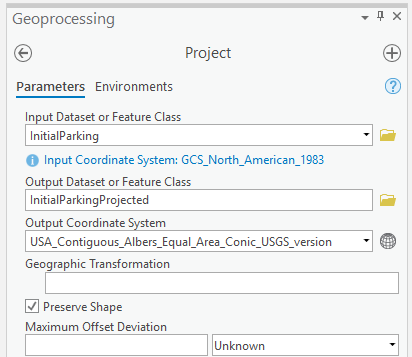 Geoprocessing
Project
Parameters Environments
Input Dataset or Feature Class
InitialParking
Input Coordinate System: GCS_North_American_1983
Output Dataset or Feature Class
InitialParkingProjected
Output Coordinate System
USA_Contiguous_Albers_Equal_Area_Conic_USGS_version
Geographic Transformation
Preserve Shape
Maximum Offset Deviation
Unknown